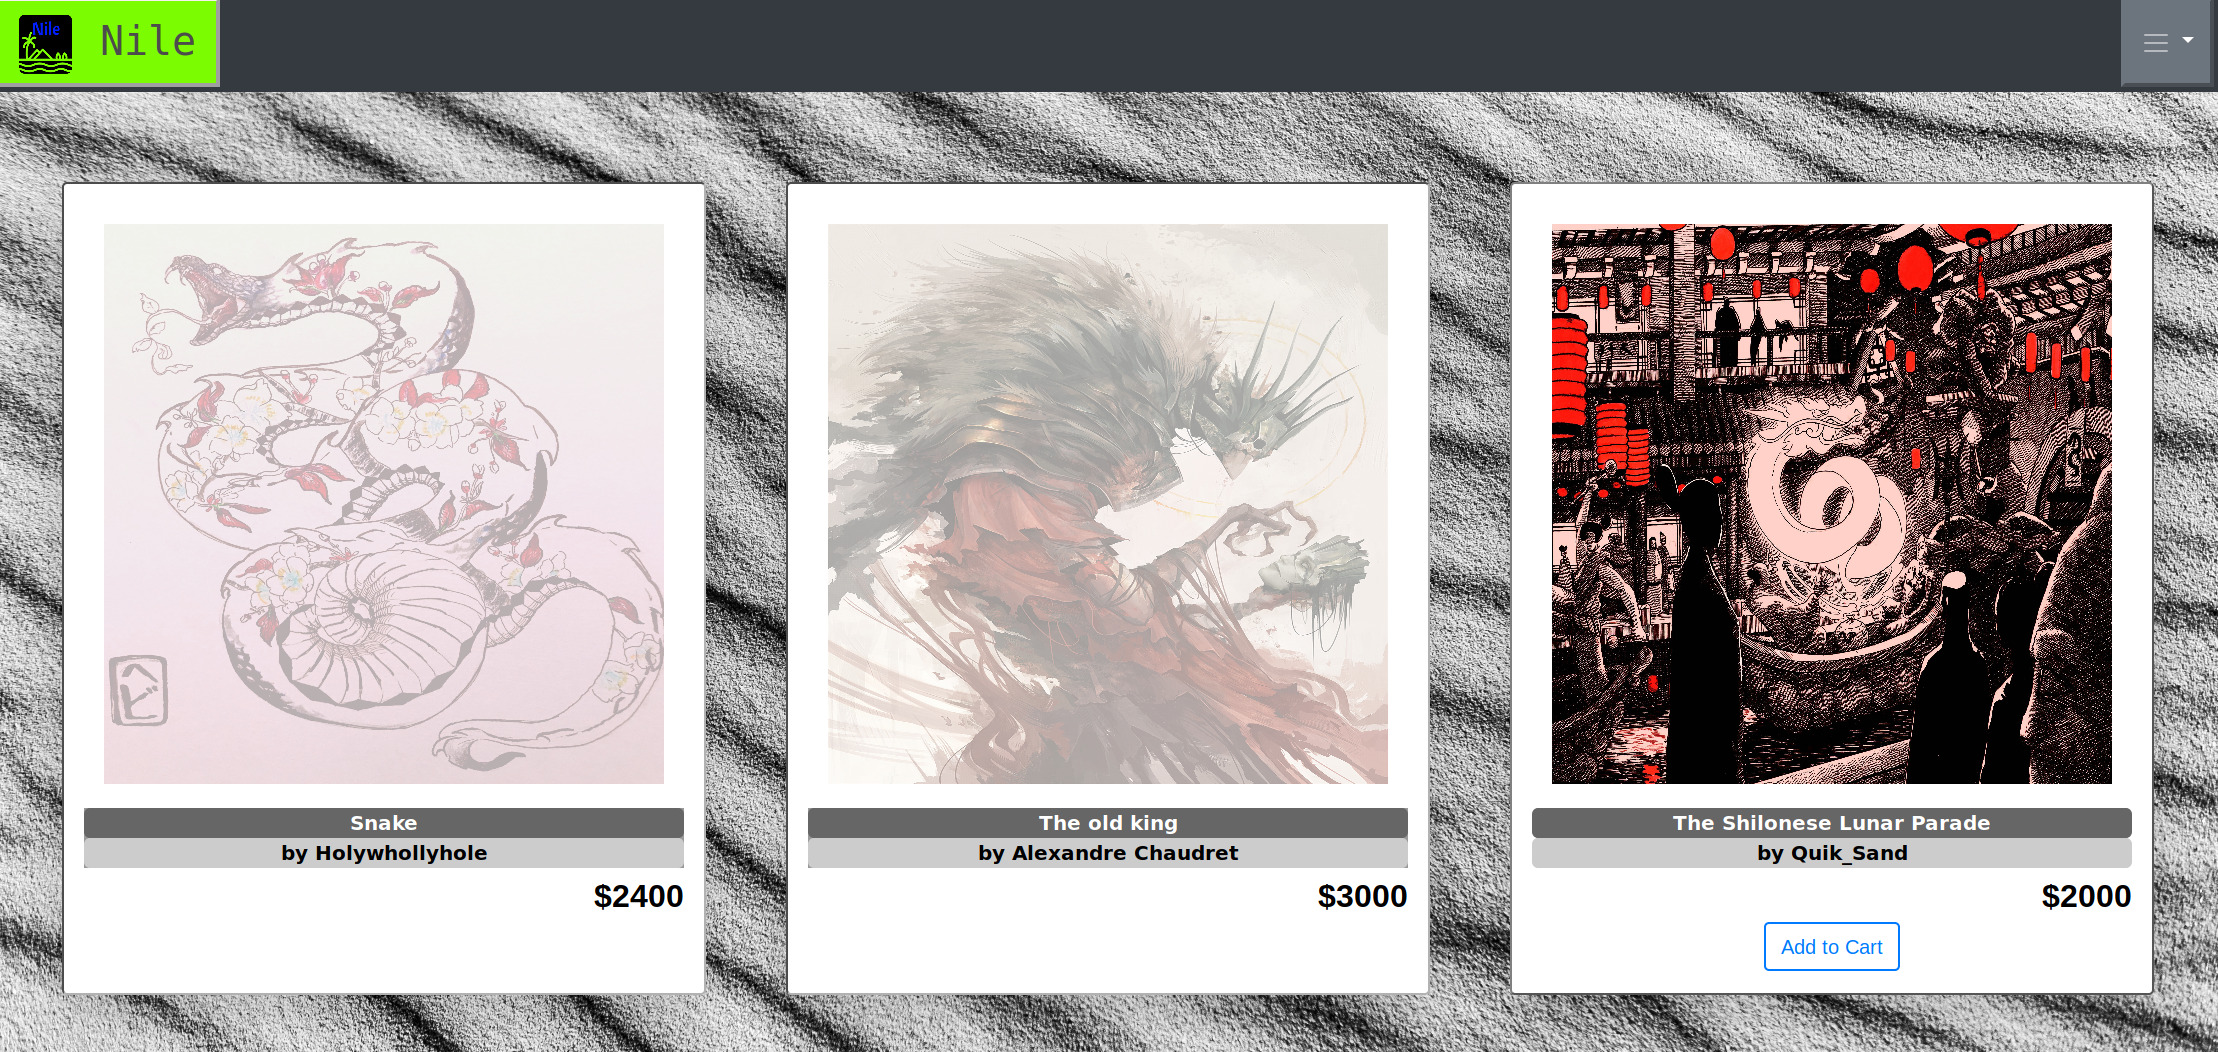 Nile
Nile
Snake
by Holywhollyhole
$2400
The old king
by Alexandre Chaudret
$3000
The Shilonese Lunar Parade
by Quik_Sand
$2000
Add to Cart